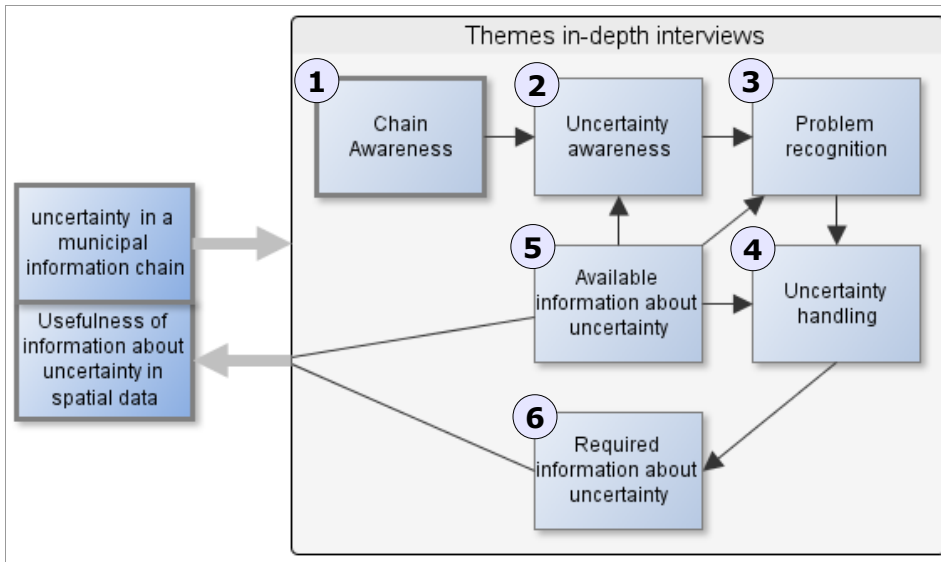 Themes in-depth interviews
1
Chain
Awareness
2
Uncertainty
awareness
3
Problem
recognition
uncertainty in a
municipal
information chain
Usefulness of
information about
uncertainty in
spatial data
5
Available
information about
uncertainty
4
Uncertainty
handling
6
Required
information about
uncertainty